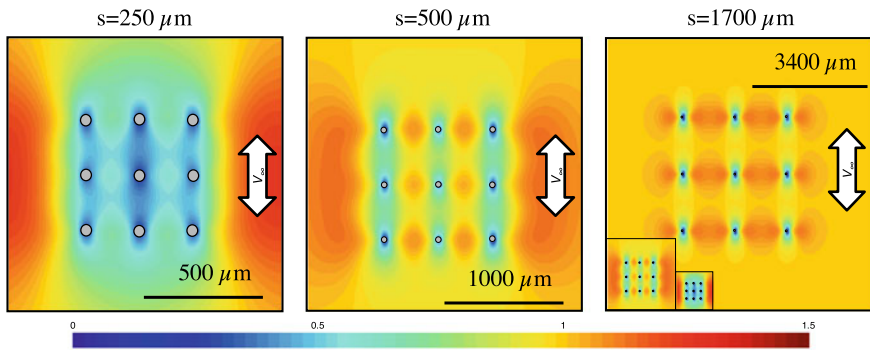 s=250 µm s=500 µm s=1700 µm
3400 µm
V∞ V∞ V∞
500 µm 1000 µm
0 0.5 1 1.5